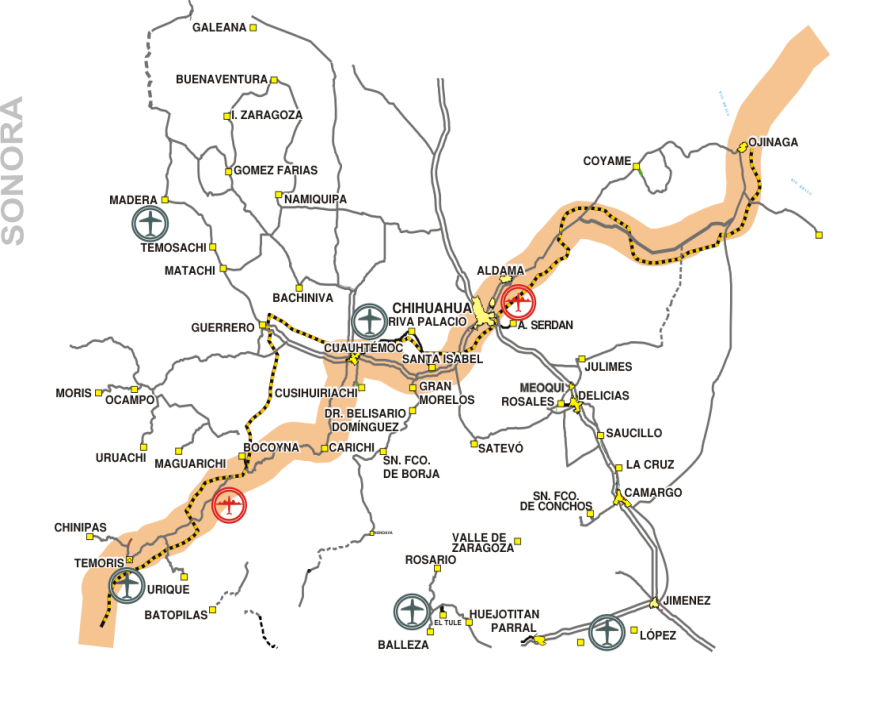 SONORA
GALEANA
BUENAVENTURA
I. ZARAGOZA
GOMEZ FARIAS
NAMIQUIPA
MADERA
TEMOSACHI
MATACHI
BACHINIVA
GUERRERO
COYAME
OJINAGA
ALDAMA
CHIHUAHUA
RIVA PALACIO
A. SERDAN
CUAUHTÉMOC
SANTA ISABEL
JULIMES
MORIS
OCAMPO
CUSIHUIRIACHI
GRAN
MORELOS
MEOQUI
DELICIAS
ROSALES
DR. BELISARIO
DOMÍNGUEZ
SAUCILLO
URUACHI
MAGUARICHI
BOCOYNA
CARICHI
SATEVÓ
SN. FCO.
DE BORJA
LA CRUZ
CAMARGO
SN. FCO.
DE CONCHOS
CHINIPAS
VALLE DE
ZARAGOZA
TEMORIS
ROSARIO
URIQUE
BATOPILAS
HUEJOTITAN
EL TULE
PARRAL
JIMENEZ
LÓPEZ
BALLEZA